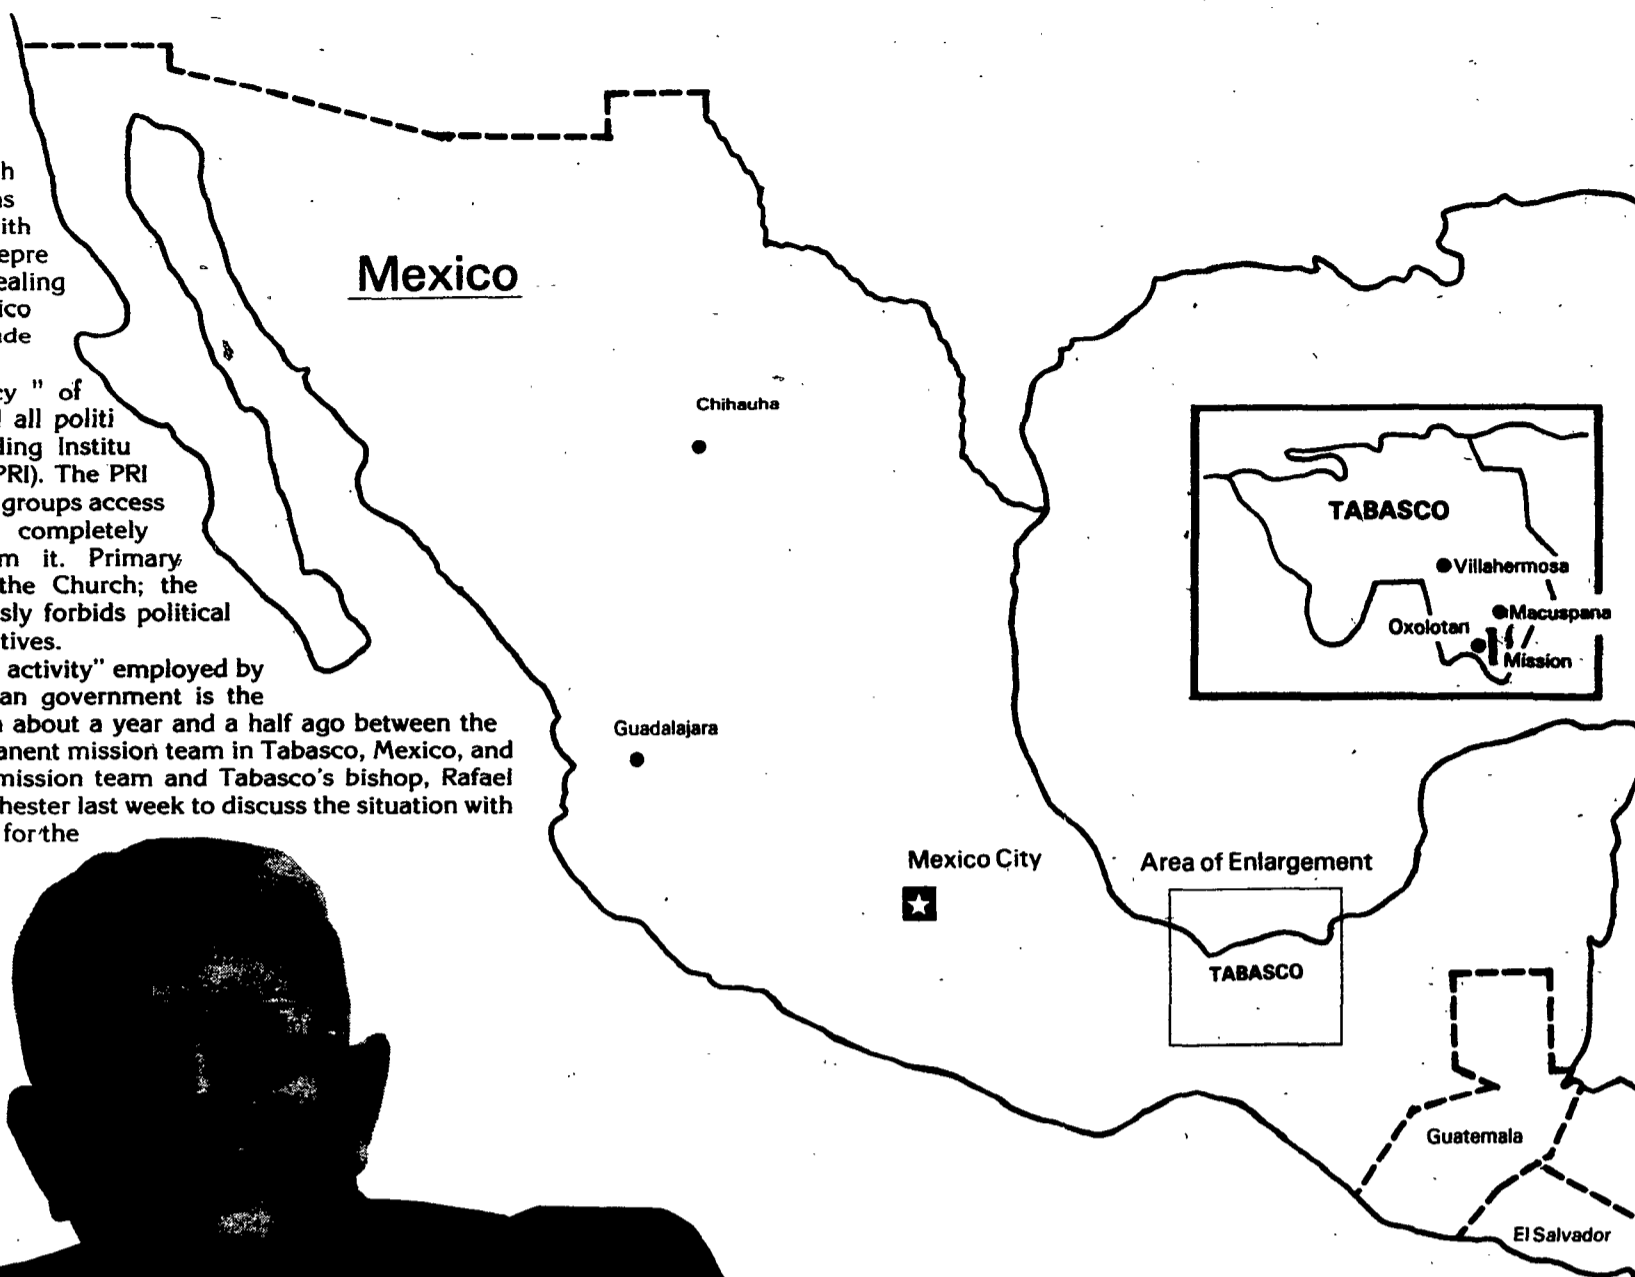 h
ns
ith
epre
ealing
ico
ade
cy " of
l all politi
ding Institu
PRI). The PRI
groups access
completely
m it. Primary
the Church; the
sly forbids political
tives.
activity" employed by
an government is the
n about a year and a half ago between the
anent mission team in Tabasco, Mexico, and
mission team and Tabasco's bishop, Rafael
hester last week to discuss the situation with
for the
Mexico
Chihauha
Guadalajara
Mexico City
Area of Enlargement
TABASCO
TABASCO
Villahermosa
Macuspana
Oxolotan
Mission
Guatemala
El Salvador